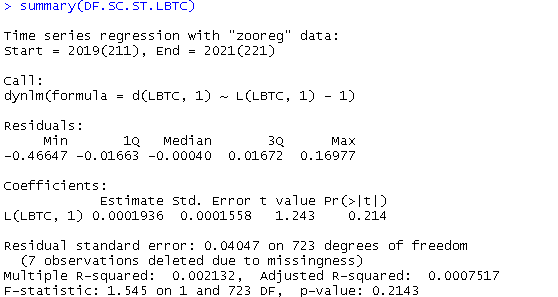 > summary(DF.SC.ST.LBTC)
Time series regression with "zooreg" data:
Start = 2019(211), End = 2021(221)
Call:
dynlm(formula = d(LBTC, 1) ~ L(LBTC, 1) - 1)
Residuals:
     Min       1Q   Median       3Q      Max
-0.46647 -0.01663 -0.00040  0.01672  0.16977
Coefficients:
            Estimate Std. Error t value Pr(>|t|)
L(LBTC, 1) 0.0001936  0.0001558   1.243    0.214
Residual standard error: 0.04047 on 723 degrees of freedom
  (7 observations deleted due to missingness)
Multiple R-squared:  0.002132, Adjusted R-squared:  0.0007517
F-statistic: 1.545 on 1 and 723 DF,  p-value: 0.2143